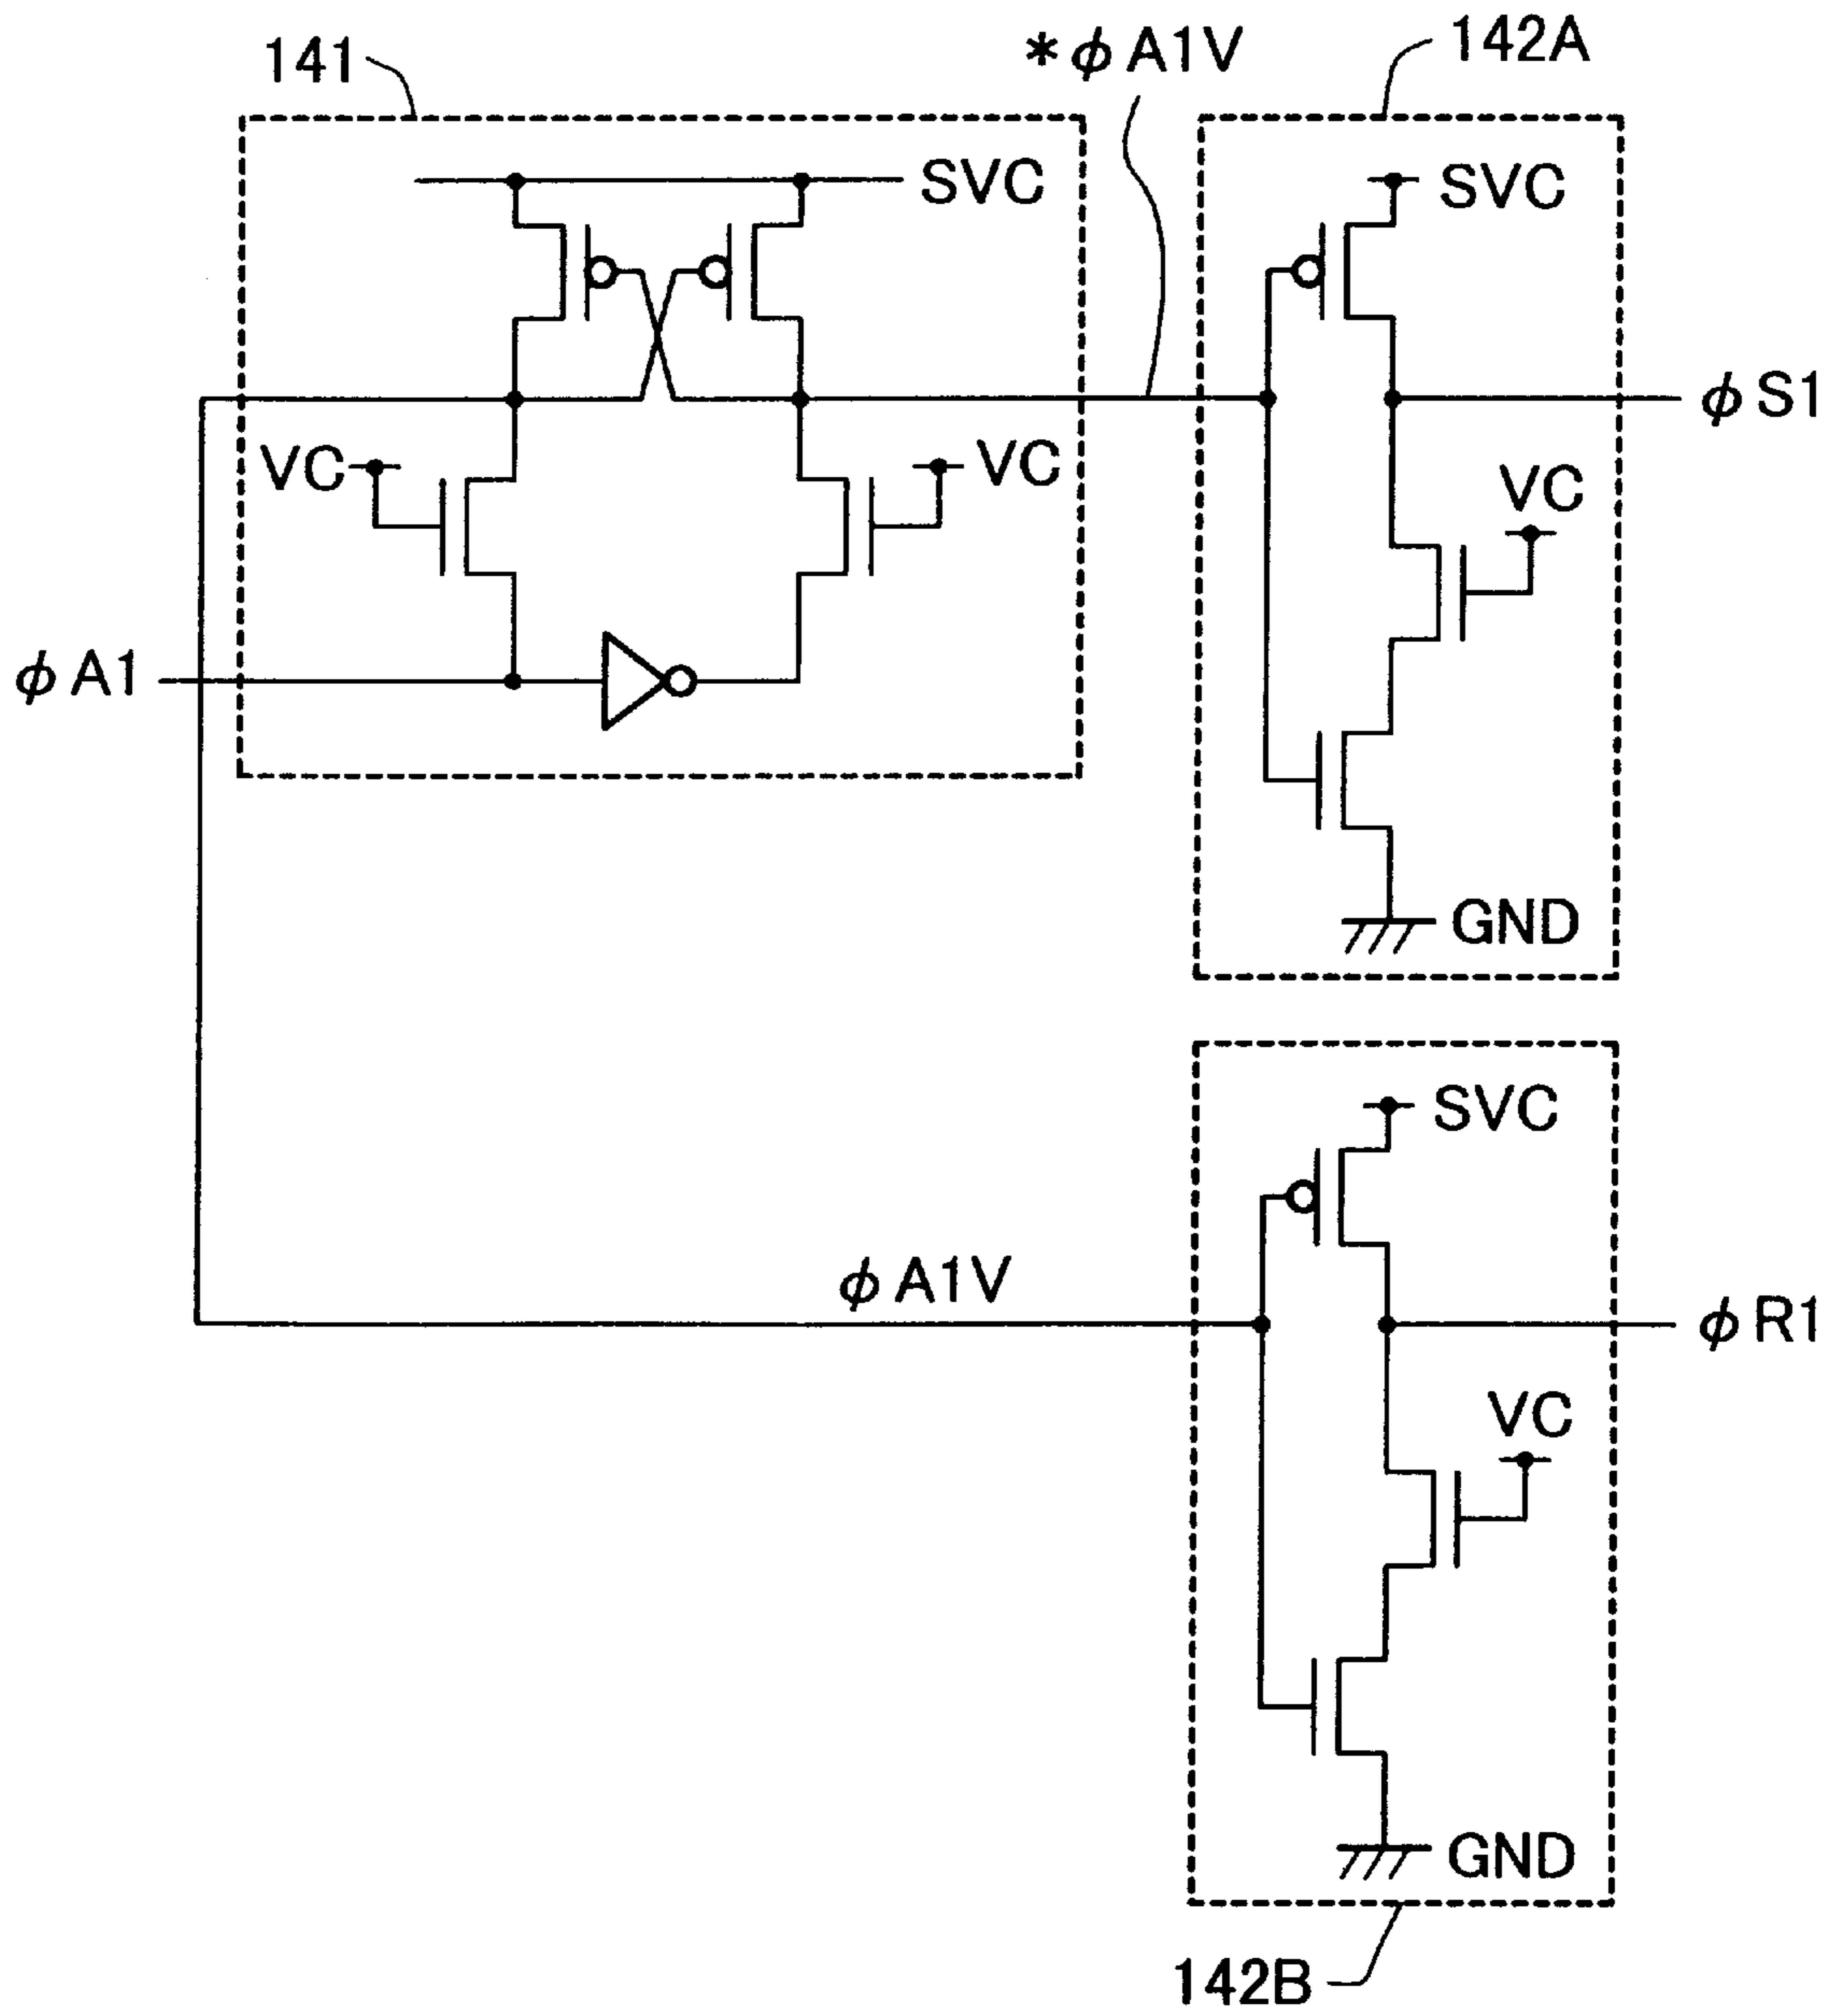 141
*φA1V
142A
SVC
SVC
φS1
VC
VC
VC
φA1
GND
SVC
φA1V
φR1
VC
GND
142B